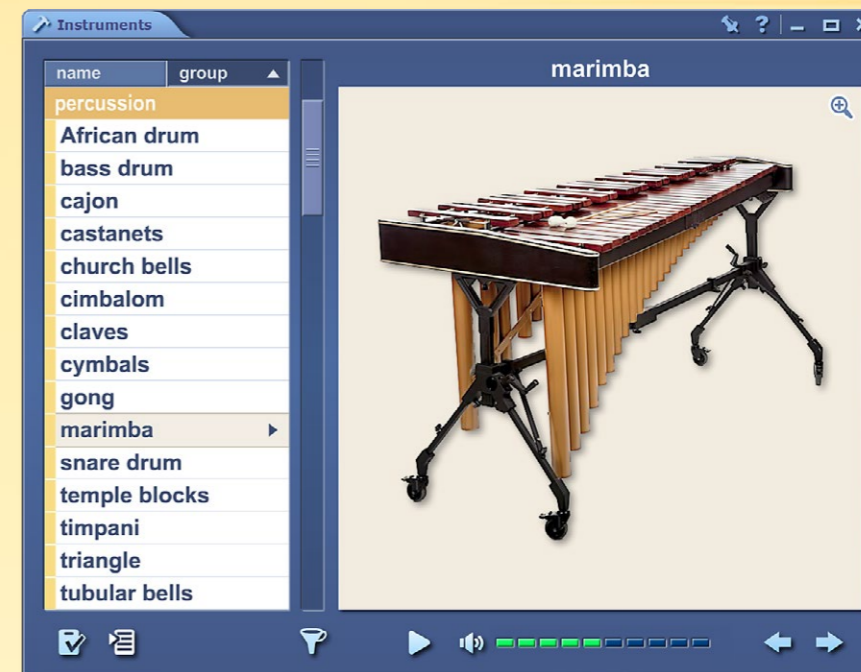 Instruments
?
name group
marimba
percussion
African drum
bass drum
cajon
castanets
church bells
cimbalom
claves
cymbals
gong
marimba
snare drum
temple blocks
timpani
triangle
tubular bells